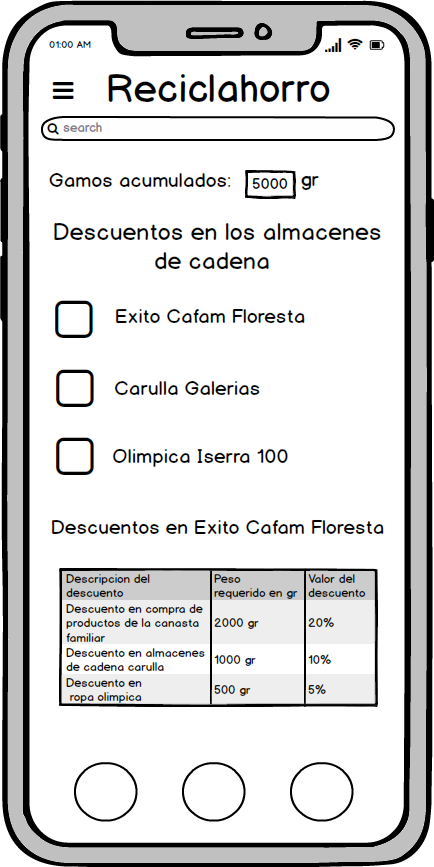 01:00 AM
Reciclahorro
search
Gamos acumulados: 5000 gr
Descuentos en los almacenes
de cadena
Exito Cafam Floresta
Carulla Galerias
Olimpica Iserra 100
Descuentos en Exito Cafam Floresta
Descripcion del descuento Peso requerido en gr Valor del descuento
Descuento en compra de productos de la canasta familiar 2000 gr 20%
Descuento en almacenes de cadena carulla 1000 gr 10%
Descuento en ropa olimpica 500 gr 5%